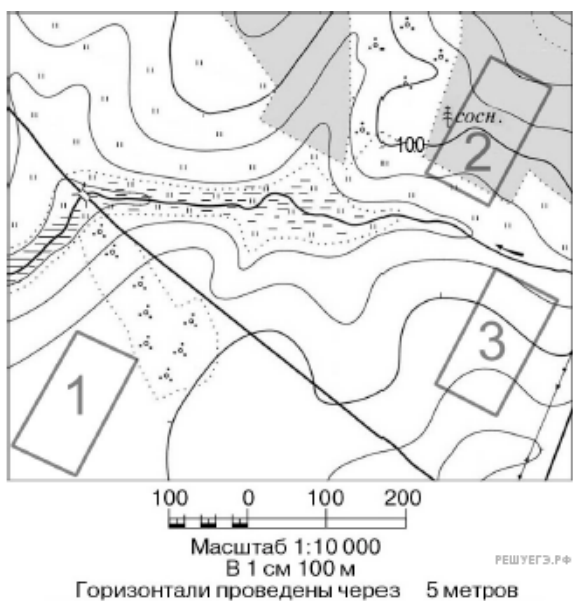 сосн.
100
2
3
1
100 0 100 200
Масштаб 1:10 000
В 1 см 100 м
РЕШУЕГЭ.РФ
Горизонтали проведены через 5 метров